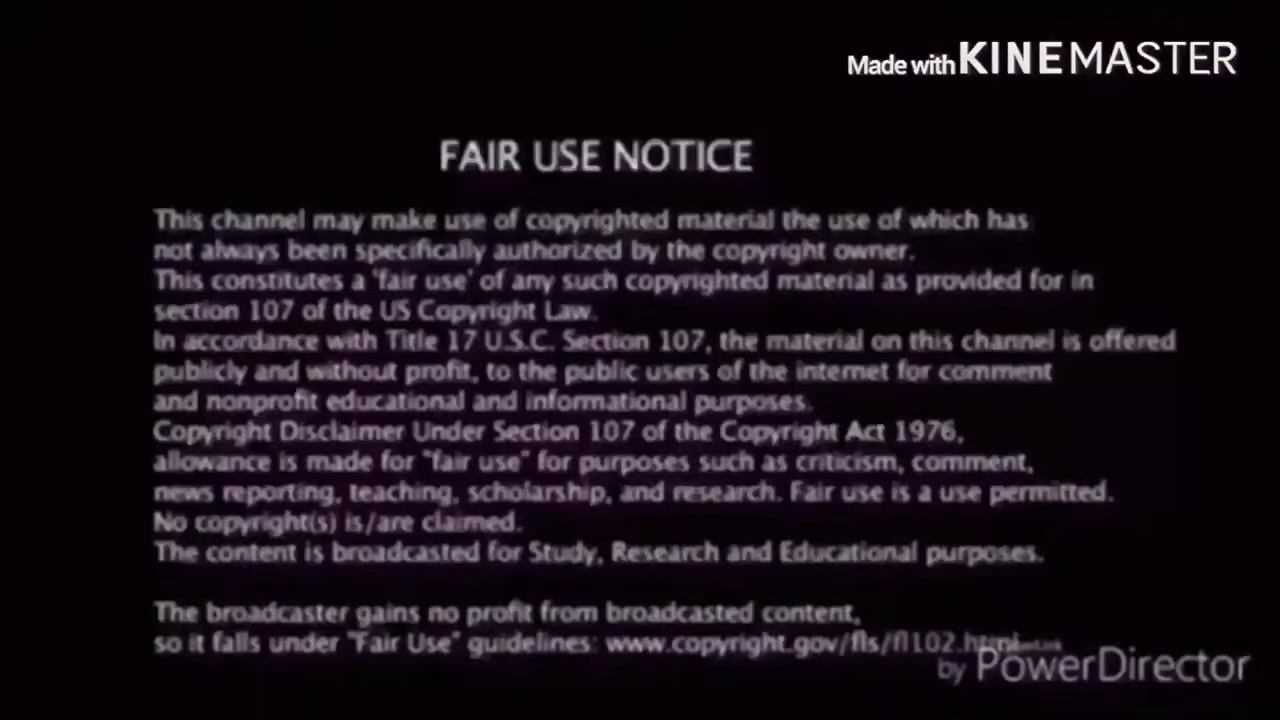 Made with KINEMASTER
FAIR USE NOTICE
This channel may make use of copyrighted material the use of which has
not always been specifically authorized by the copyright owner.
This constitutes a 'fair use' of any such copyrighted material as provided for in
section 107 of the US Copyright Law.
In accordance with Title 17 U.S.C. Section 107, the material on this channel is offered
publicly and without profit, to the public users of the internet for comment
and nonprofit educational and informational purposes.
Copyright Disclaimer Under Section 107 of the Copyright Act 1976,
allowance is made for "fair use" for purposes such as criticism, comment,
news reporting, teaching, scholarship, and research. Fair use is a use permitted.
No copyright(s) is/are claimed.
The content is broadcasted for Study, Research and Educational purposes.
The broadcaster gains no profit from broadcasted content,
so it falls under "Fair Use" guidelines: www.copyright.gov/fls/fl102.html
by PowerDirector